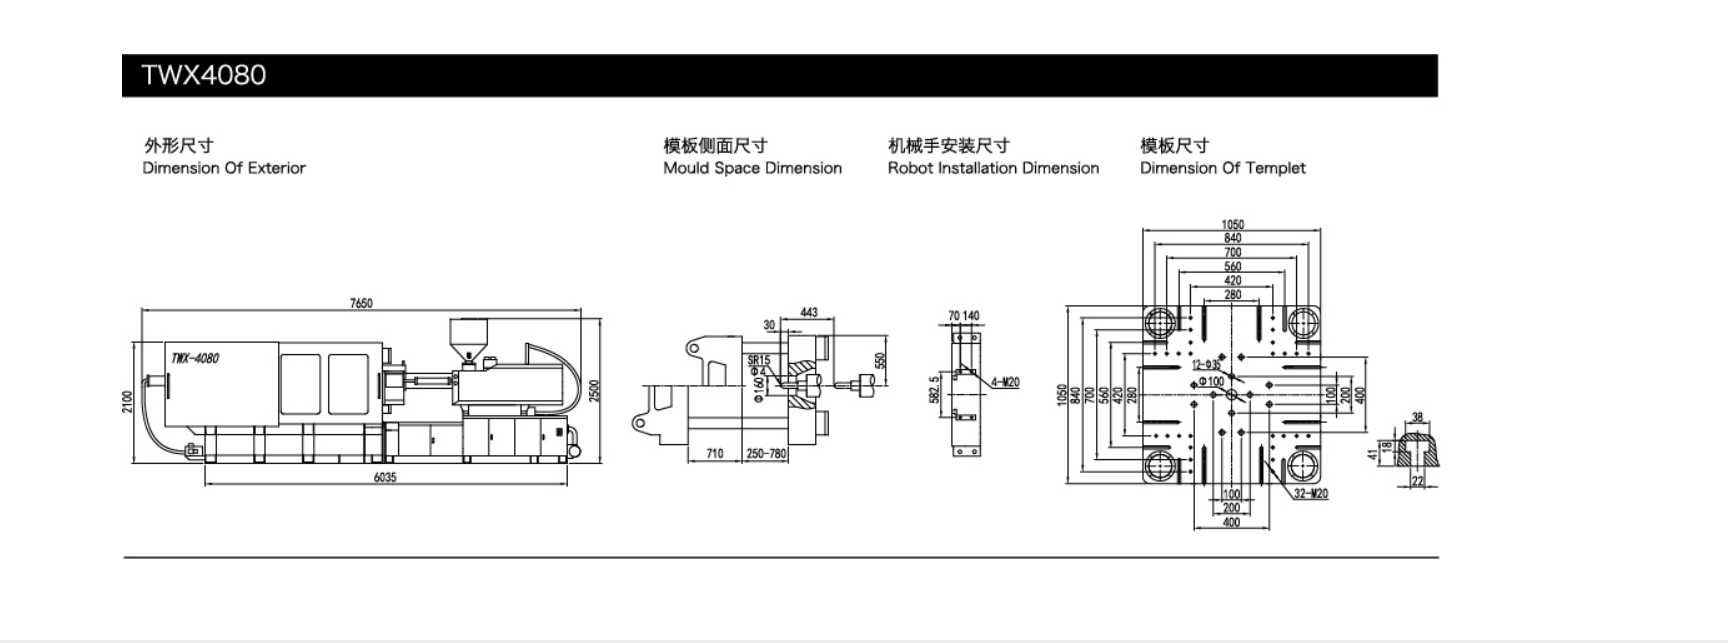 TWX4080
外形尺寸
Dimension Of Exterior
模板侧面尺寸
Mould Space Dimension
机械手安装尺寸
Robot Installation Dimension
模板尺寸
Dimension Of Templet
7650
TWX-4080
2100
2500
6035
443
30
SR15
Φ4
Φ160
550
710
250-780
70 140
582.5
4-M20
1050
840
700
560
420
280
1050
840
700
560
420
280
12-Φ35
Φ100
100
200
400
100
200
400
32-M20
38
18
41
22